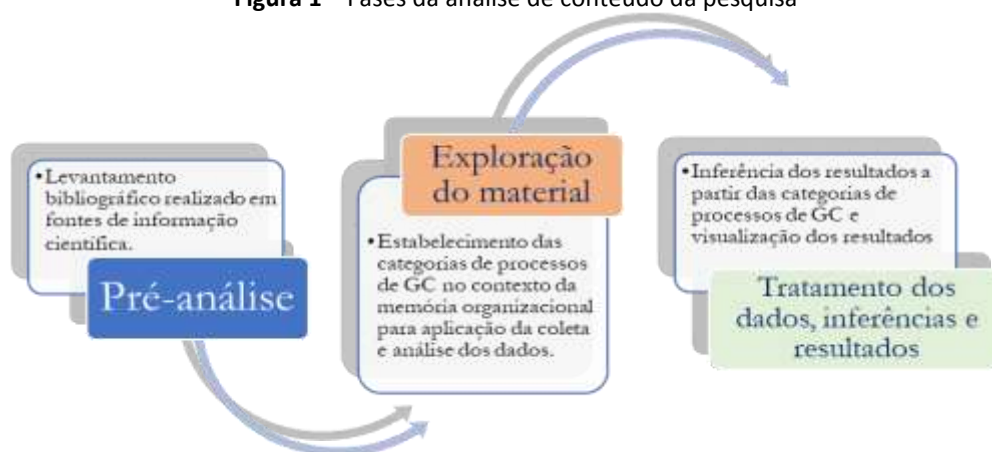 Figura 1 – Fases da análise de conteúdo da pesquisa
•Levantamento
bibliográfico realizado em
fontes de informação
científica.
Pré-análise
Exploração
do material
•Estabelecimento das
categorias de processos
de GC no contexto da
memória organizacional
para aplicação da coleta
e análise dos dados.
•Inferência dos resultados a
partir das categorias de
processos de GC e
visualização dos resultados
Tratamento dos
dados, inferências e
resultados